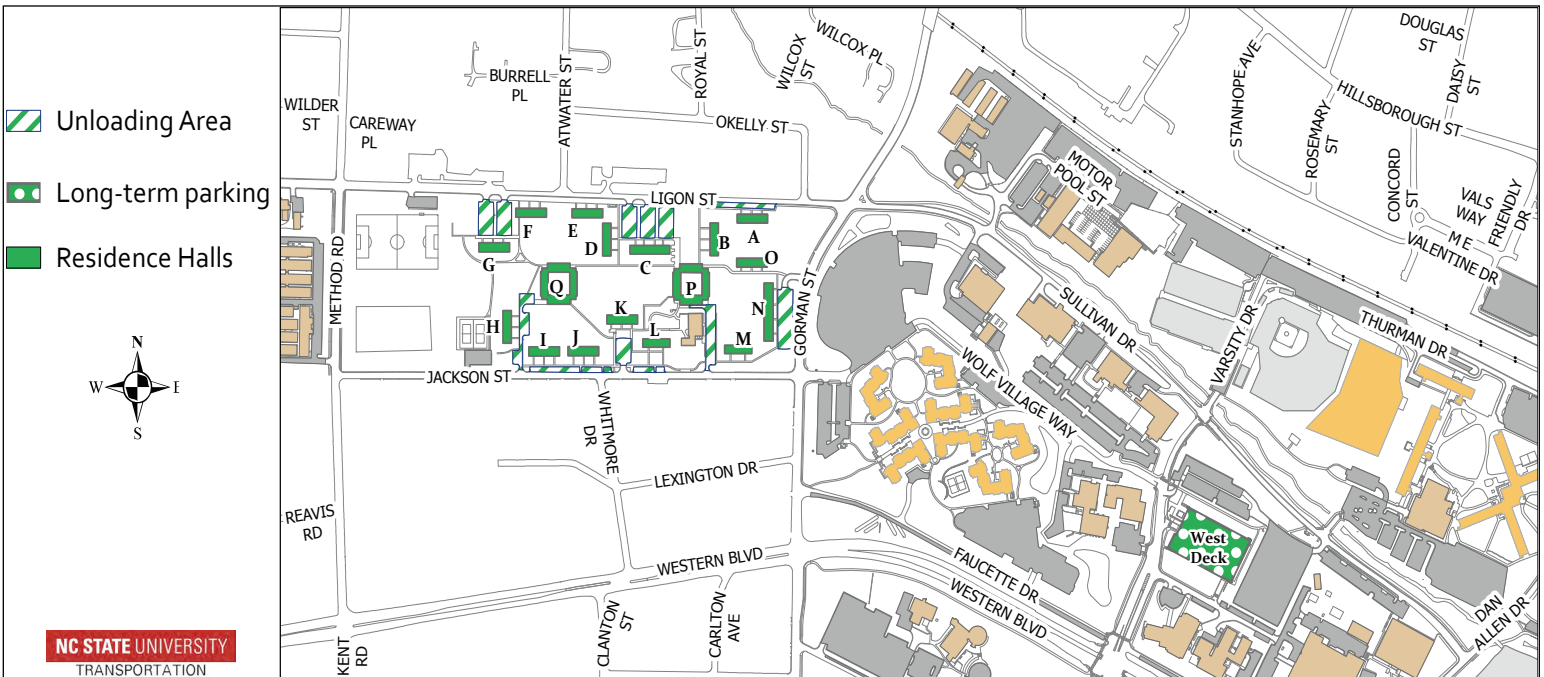 Unloading Area
Long-term parking
Residence Halls
N
W
E
S
NC STATE UNIVERSITY
TRANSPORTATION
WILDER
ST
CAREWAY
PL
BURRELL
PL
ATWATER ST
ROYAL ST
WILCOX
ST
WILCOX PL
OKELLY ST
LIGON ST
METHOD RD
JACKSON ST
WHITMORE
DR
LEXINGTON DR
REAVIS
RD
WESTERN BLVD
KENT
RD
CLANTON
ST
CARLTON
AVE
GORMAN ST
F
E
D
C
B
A
O
G
Q
P
N
H
I
J
K
L
M
MOTOR
POOL ST
STANHOPE AVE
ROSEMARY
ST
DOUGLAS
ST
DAISY
ST
HILLSBOROUGH ST
CONCORD
ST
VALS
WAY
ME
FRIENDLY
DR
VALENTINE DR
THURMAN DR
SULLIVAN DR
VARSITY DR
WOLF VILLAGE WAY
West
Deck
FAUCETTE DR
WESTERN BLVD
DAN
ALLEN DR